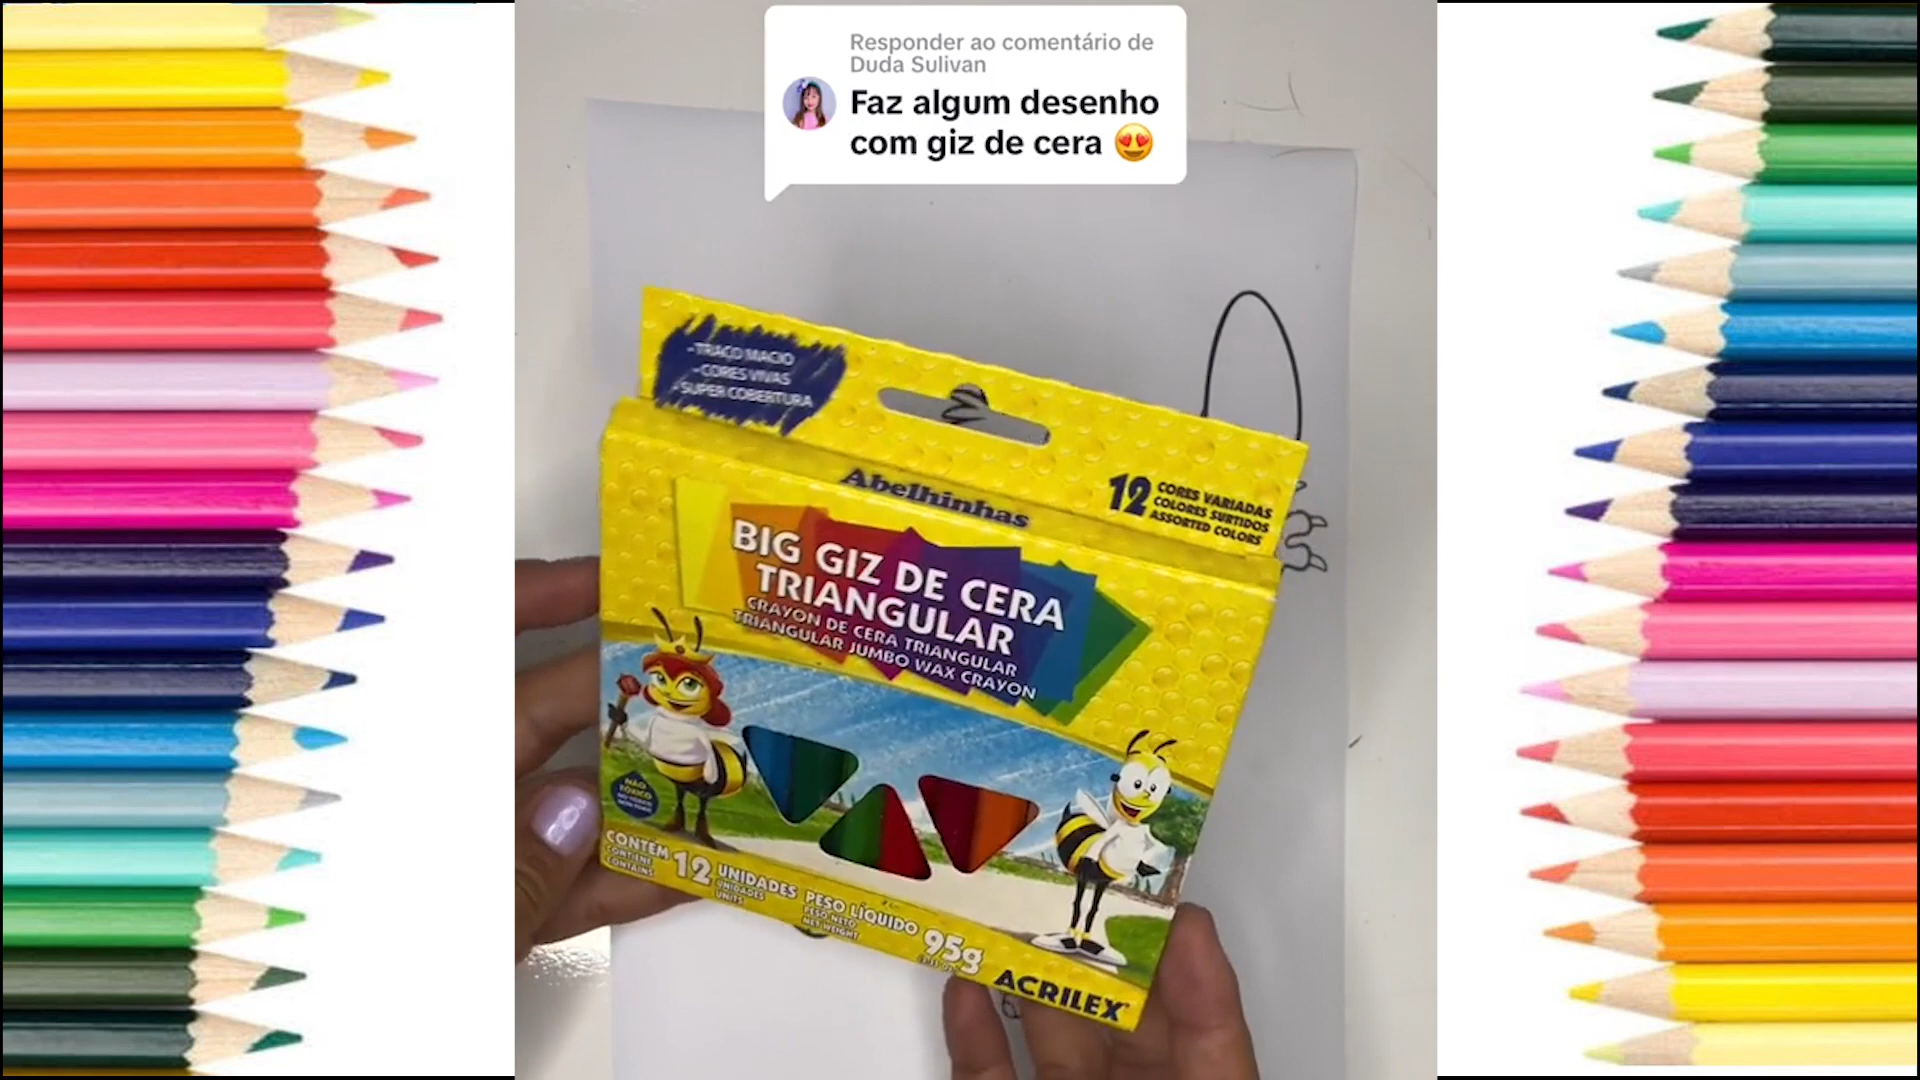 Responder ao comentário de
Duda Sulivan
Faz algum desenho
com giz de cera 😍
-TRAÇO MACIO
-CORES VIVAS
-SUPER COBERTURA
Abelhinhas
12 CORES VARIADAS
COLORES SURTIDOS
ASSORTED COLORS
BIG GIZ DE CERA
TRIANGULAR
CRAYON DE CERA TRIANGULAR
TRIANGULAR JUMBO WAX CRAYON
NÃO
TÓXICO
CONTÉM
CONTIENE
CONTAINS
12 UNIDADES
UNIDADES
UNITS
PESO LÍQUIDO
PESO NETO
NET WEIGHT
95g
ACRILEX